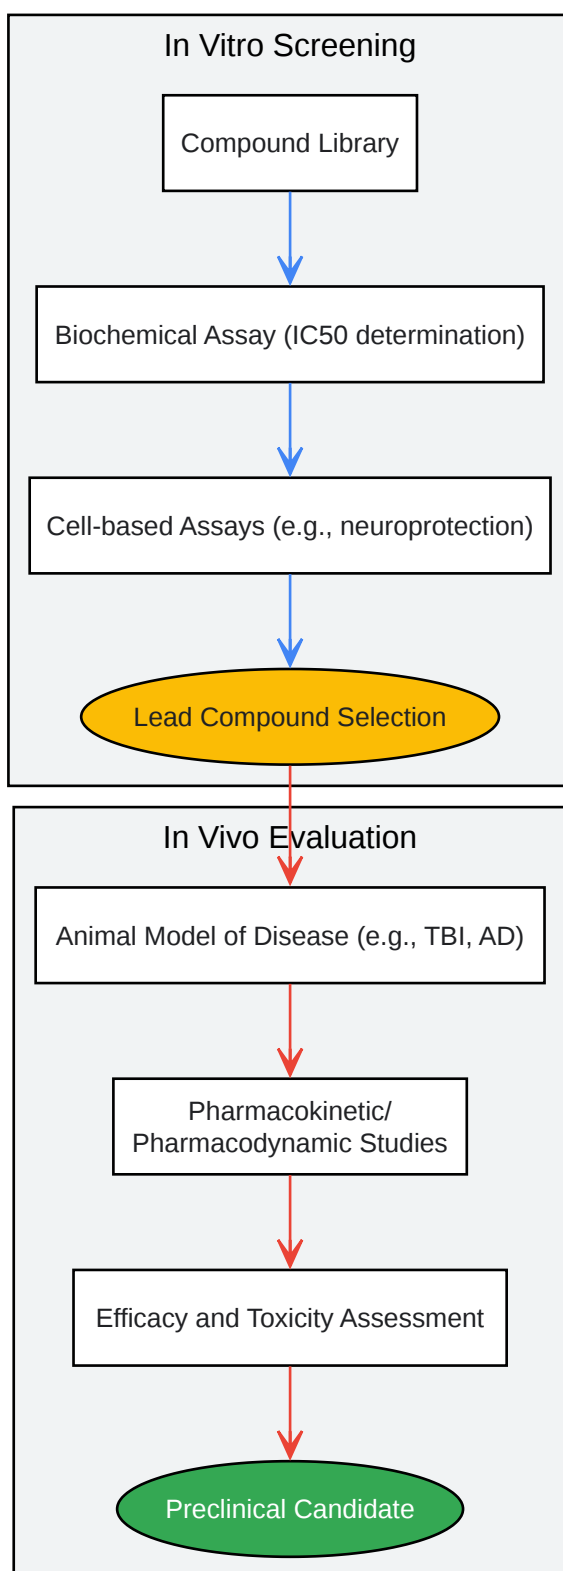 In Vitro Screening
Compound Library
Biochemical Assay (IC50 determination)
Cell-based Assays (e.g., neuroprotection)
Lead Compound Selection
In Vivo Evaluation
Animal Model of Disease (e.g., TBI, AD)
Pharmacokinetic/
Pharmacodynamic Studies
Efficacy and Toxicity Assessment
Preclinical Candidate